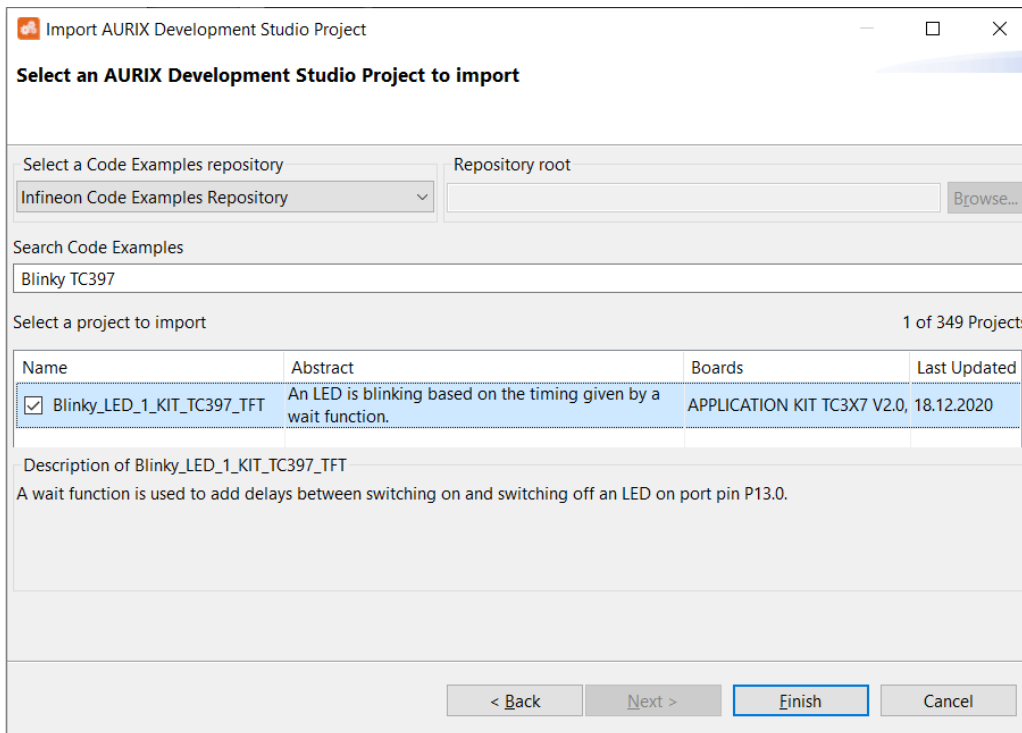 Import AURIX Development Studio Project
Select an AURIX Development Studio Project to import
Select a Code Examples repository
Repository root
Infineon Code Examples Repository
Browse...
Search Code Examples
Blinky TC397
Select a project to import
1 of 349 Projects
Name Abstract Boards Last Updated
Blinky_LED_1_KIT_TC397_TFT
An LED is blinking based on the timing given by a
wait function.
APPLICATION KIT TC3X7 V2.0,
18.12.2020
Description of Blinky_LED_1_KIT_TC397_TFT
A wait function is used to add delays between switching on and switching off an LED on port pin P13.0.
< Back
Next >
Finish
Cancel